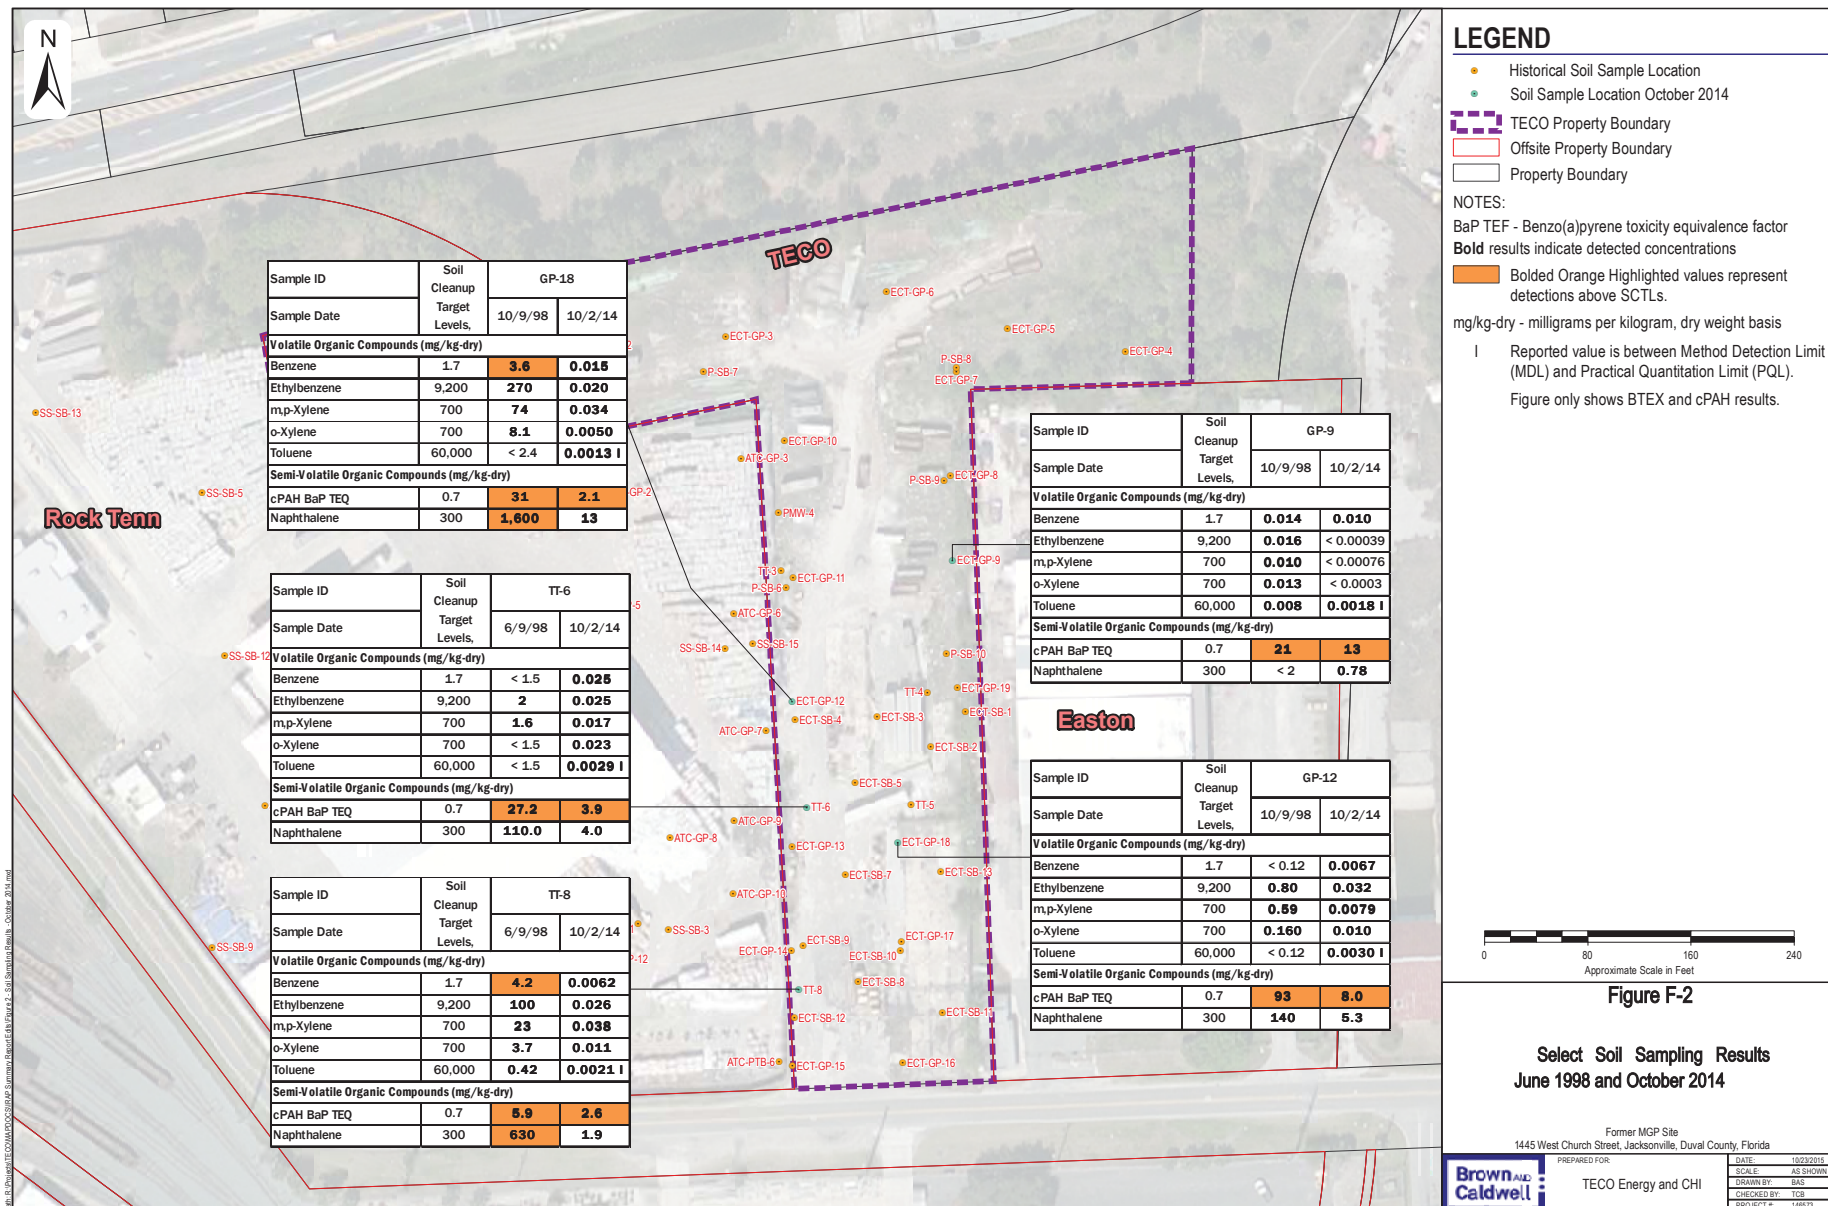 N
TECO
Rock Tenn
Easton
Sample ID
Soil Cleanup Target Levels,
GP-18
Sample Date
10/9/98 10/2/14
Volatile Organic Compounds (mg/kg-dry)
Benzene 1.7 3.6 0.015
Ethylbenzene 9,200 270 0.020
m,p-Xylene 700 74 0.034
o-Xylene 700 8.1 0.0050
Toluene 60,000 < 2.4 0.0013 I
Semi-Volatile Organic Compounds (mg/kg-dry)
cPAH BaP TEQ 0.7 31 2.1
Naphthalene 300 1,600 13
Sample ID
Soil Cleanup Target Levels,
TT-6
Sample Date
6/9/98 10/2/14
Volatile Organic Compounds (mg/kg-dry)
Benzene 1.7 < 1.5 0.025
Ethylbenzene 9,200 2 0.025
m,p-Xylene 700 1.6 0.017
o-Xylene 700 < 1.5 0.023
Toluene 60,000 < 1.5 0.0029 I
Semi-Volatile Organic Compounds (mg/kg-dry)
cPAH BaP TEQ 0.7 27.2 3.9
Naphthalene 300 110.0 4.0
Sample ID
Soil Cleanup Target Levels,
TT-8
Sample Date
6/9/98 10/2/14
Volatile Organic Compounds (mg/kg-dry)
Benzene 1.7 4.2 0.0062
Ethylbenzene 9,200 100 0.026
m,p-Xylene 700 23 0.038
o-Xylene 700 3.7 0.011
Toluene 60,000 0.42 0.0021 I
Semi-Volatile Organic Compounds (mg/kg-dry)
cPAH BaP TEQ 0.7 5.9 2.6
Naphthalene 300 630 1.9
Sample ID
Soil Cleanup Target Levels,
GP-9
Sample Date
10/9/98 10/2/14
Volatile Organic Compounds (mg/kg-dry)
Benzene 1.7 0.014 0.010
Ethylbenzene 9,200 0.016 < 0.00039
m,p-Xylene 700 0.010 < 0.00076
o-Xylene 700 0.013 < 0.0003
Toluene 60,000 0.008 0.0018 I
Semi-Volatile Organic Compounds (mg/kg-dry)
cPAH BaP TEQ 0.7 21 13
Naphthalene 300 < 2 0.78
Sample ID
Soil Cleanup Target Levels,
GP-12
Sample Date
10/9/98 10/2/14
Volatile Organic Compounds (mg/kg-dry)
Benzene 1.7 < 0.12 0.0067
Ethylbenzene 9,200 0.80 0.032
m,p-Xylene 700 0.59 0.0079
o-Xylene 700 0.160 0.010
Toluene 60,000 < 0.12 0.0030 I
Semi-Volatile Organic Compounds (mg/kg-dry)
cPAH BaP TEQ 0.7 93 8.0
Naphthalene 300 140 5.3
ECT-GP-6
ECT-GP-5
ECT-GP-3
ECT-GP-4
P-SB-8
P-SB-7
ECT-GP-7
SS-SB-13
ECT-GP-10
ATC-GP-3
ECT-GP-8
P-SB-9
SS-SB-5
GP-2
PMW-4
ECT-GP-9
TT-3
ECT-GP-11
P-SB-6
-5
ATC-GP-6
SS-SB-15
SS-SB-14
SS-SB-12
P-SB-10
TT-4
ECT-GP-19
ECT-GP-12
ECT-SB-1
ECT-SB-4
ECT-SB-3
ATC-GP-7
ECT-SB-2
ECT-SB-5
TT-6
TT-5
ATC-GP-9
ATC-GP-8
ECT-GP-18
ECT-GP-13
ECT-SB-7
ECT-SB-13
ATC-GP-10
SS-SB-3
SS-SB-9
ECT-GP-17
ECT-SB-9
ECT-GP-14
ECT-SB-10
P-12
ECT-SB-8
TT-8
ECT-SB-12
ECT-SB-11
ATC-PTB-6
ECT-GP-15
ECT-GP-16
LEGEND
Historical Soil Sample Location
Soil Sample Location October 2014
TECO Property Boundary
Offsite Property Boundary
Property Boundary
NOTES:
BaP TEF - Benzo(a)pyrene toxicity equivalence factor
Bold results indicate detected concentrations
Bolded Orange Highlighted values represent
detections above SCTLs.
mg/kg-dry - milligrams per kilogram, dry weight basis
I Reported value is between Method Detection Limit
(MDL) and Practical Quantitation Limit (PQL).
Figure only shows BTEX and cPAH results.
0 80 160 240
Approximate Scale in Feet
Figure F-2
Select Soil Sampling Results
June 1998 and October 2014
Former MGP Site
1445 West Church Street, Jacksonville, Duval County, Florida
Brown AND
Caldwell
PREPARED FOR:
TECO Energy and CHI
DATE: 10/23/2015
SCALE: AS SHOWN
DRAWN BY: BAS
CHECKED BY: TCB